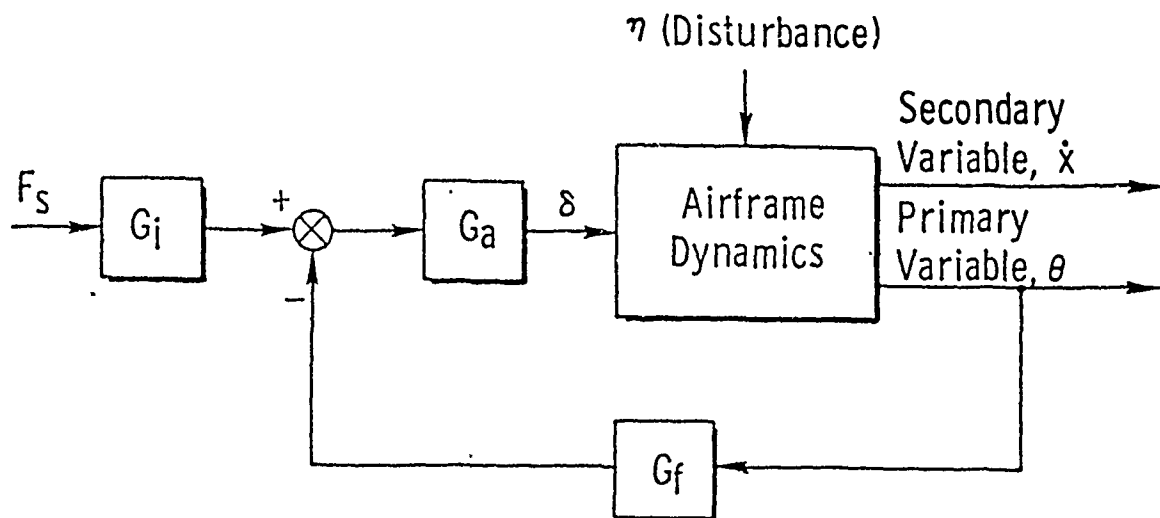 η (Disturbance)
Secondary
Variable, ẋ
Fs
Gi
+
Ga
δ
Airframe
Dynamics
Primary
Variable, θ
−
Gf